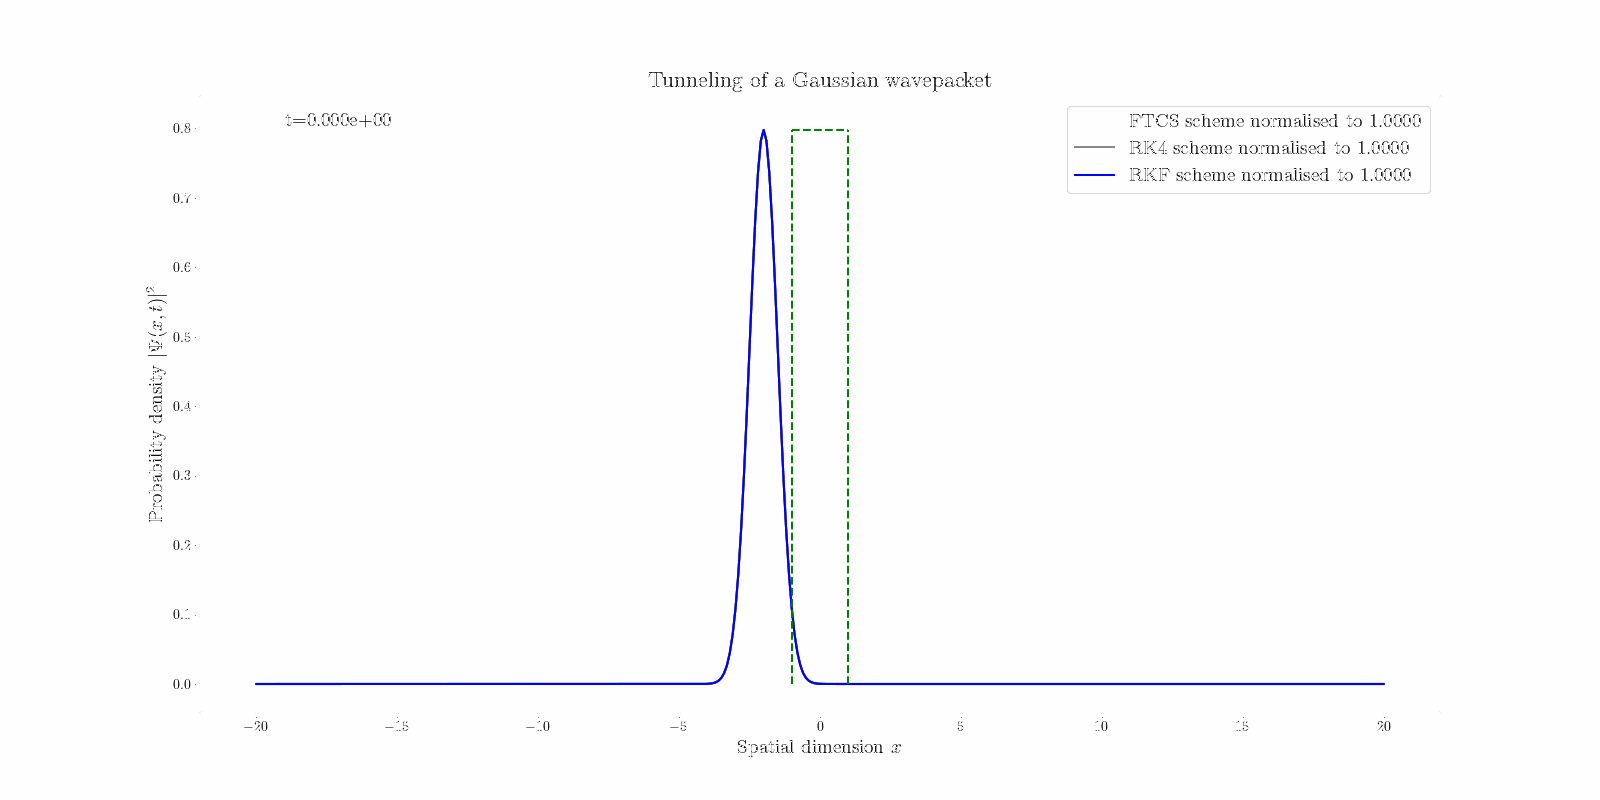 Tunneling of a Gaussian wavepacket
t=0.000e+00
FTCS scheme normalised to 1.0000
RK4 scheme normalised to 1.0000
RKF scheme normalised to 1.0000
Probability density |Ψ(x, t)|²
0.8
0.7
0.6
0.5
0.4
0.3
0.2
0.1
0.0
−20 −15 −10 −5 0 5 10 15 20
Spatial dimension x